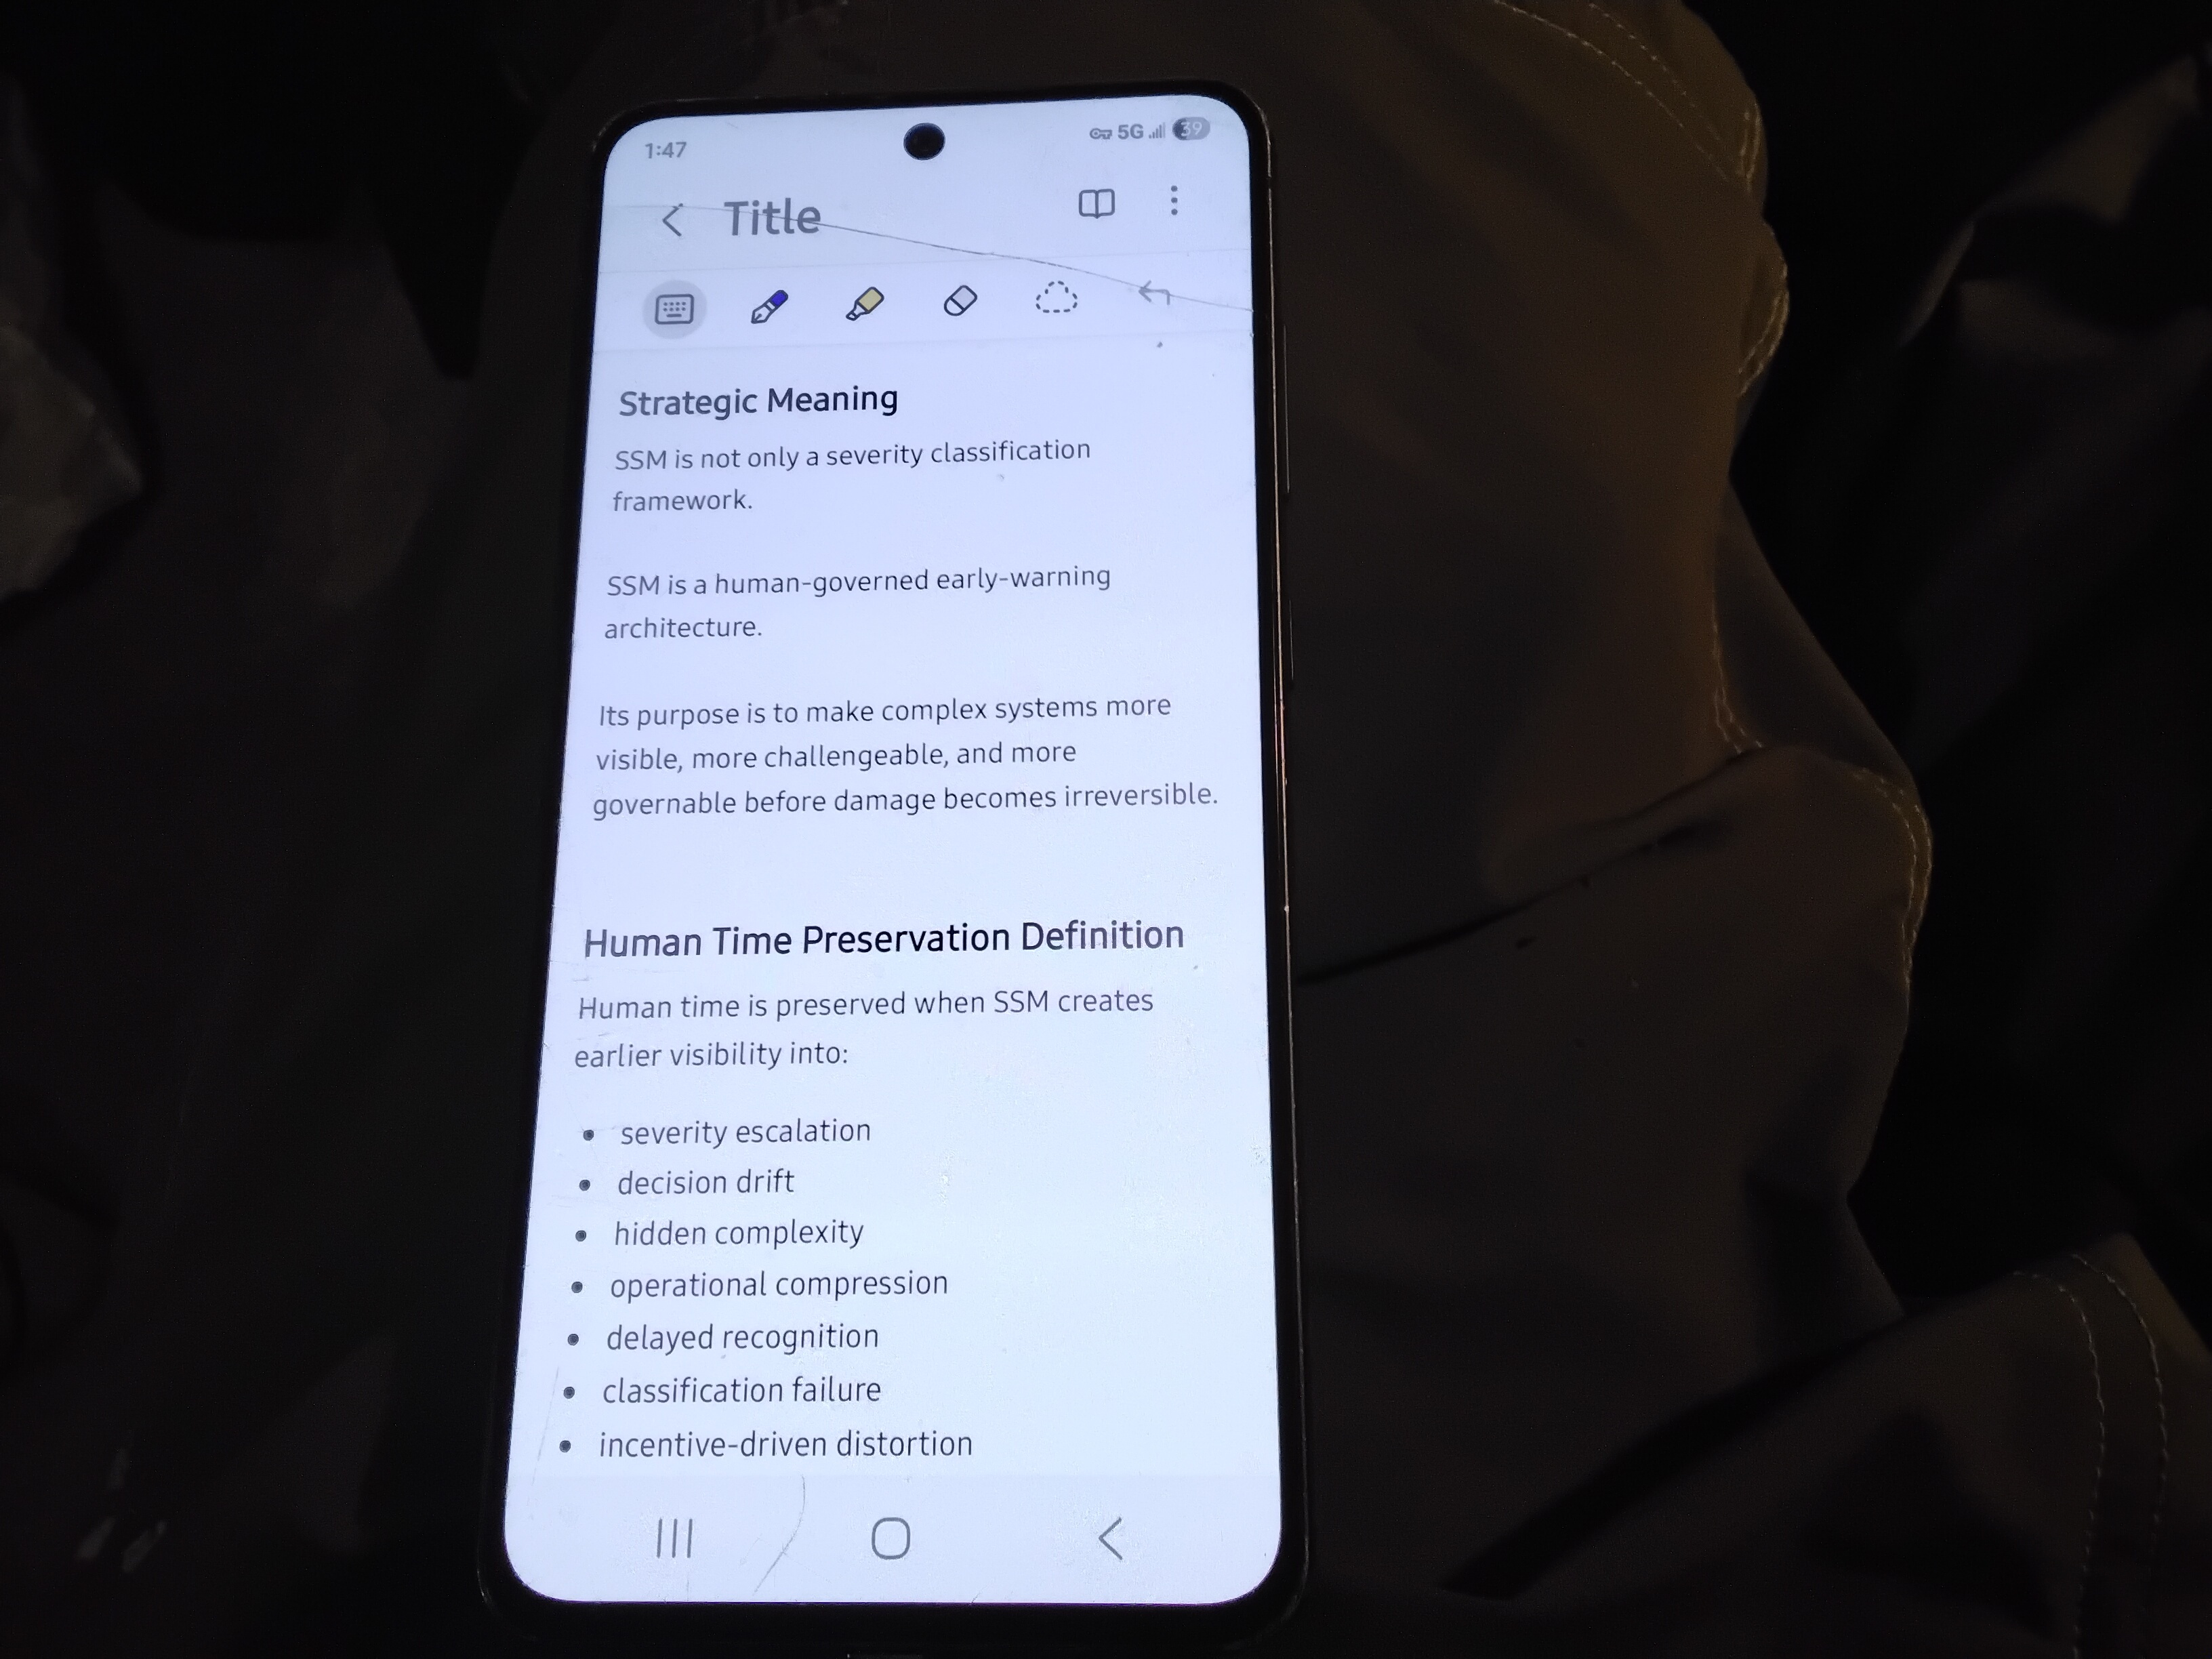 1:47
5G 39
Title
Strategic Meaning
SSM is not only a severity classification
framework.
SSM is a human-governed early-warning
architecture.
Its purpose is to make complex systems more
visible, more challengeable, and more
governable before damage becomes irreversible.
Human Time Preservation Definition
Human time is preserved when SSM creates
earlier visibility into:
• severity escalation
• decision drift
• hidden complexity
• operational compression
• delayed recognition
• classification failure
• incentive-driven distortion